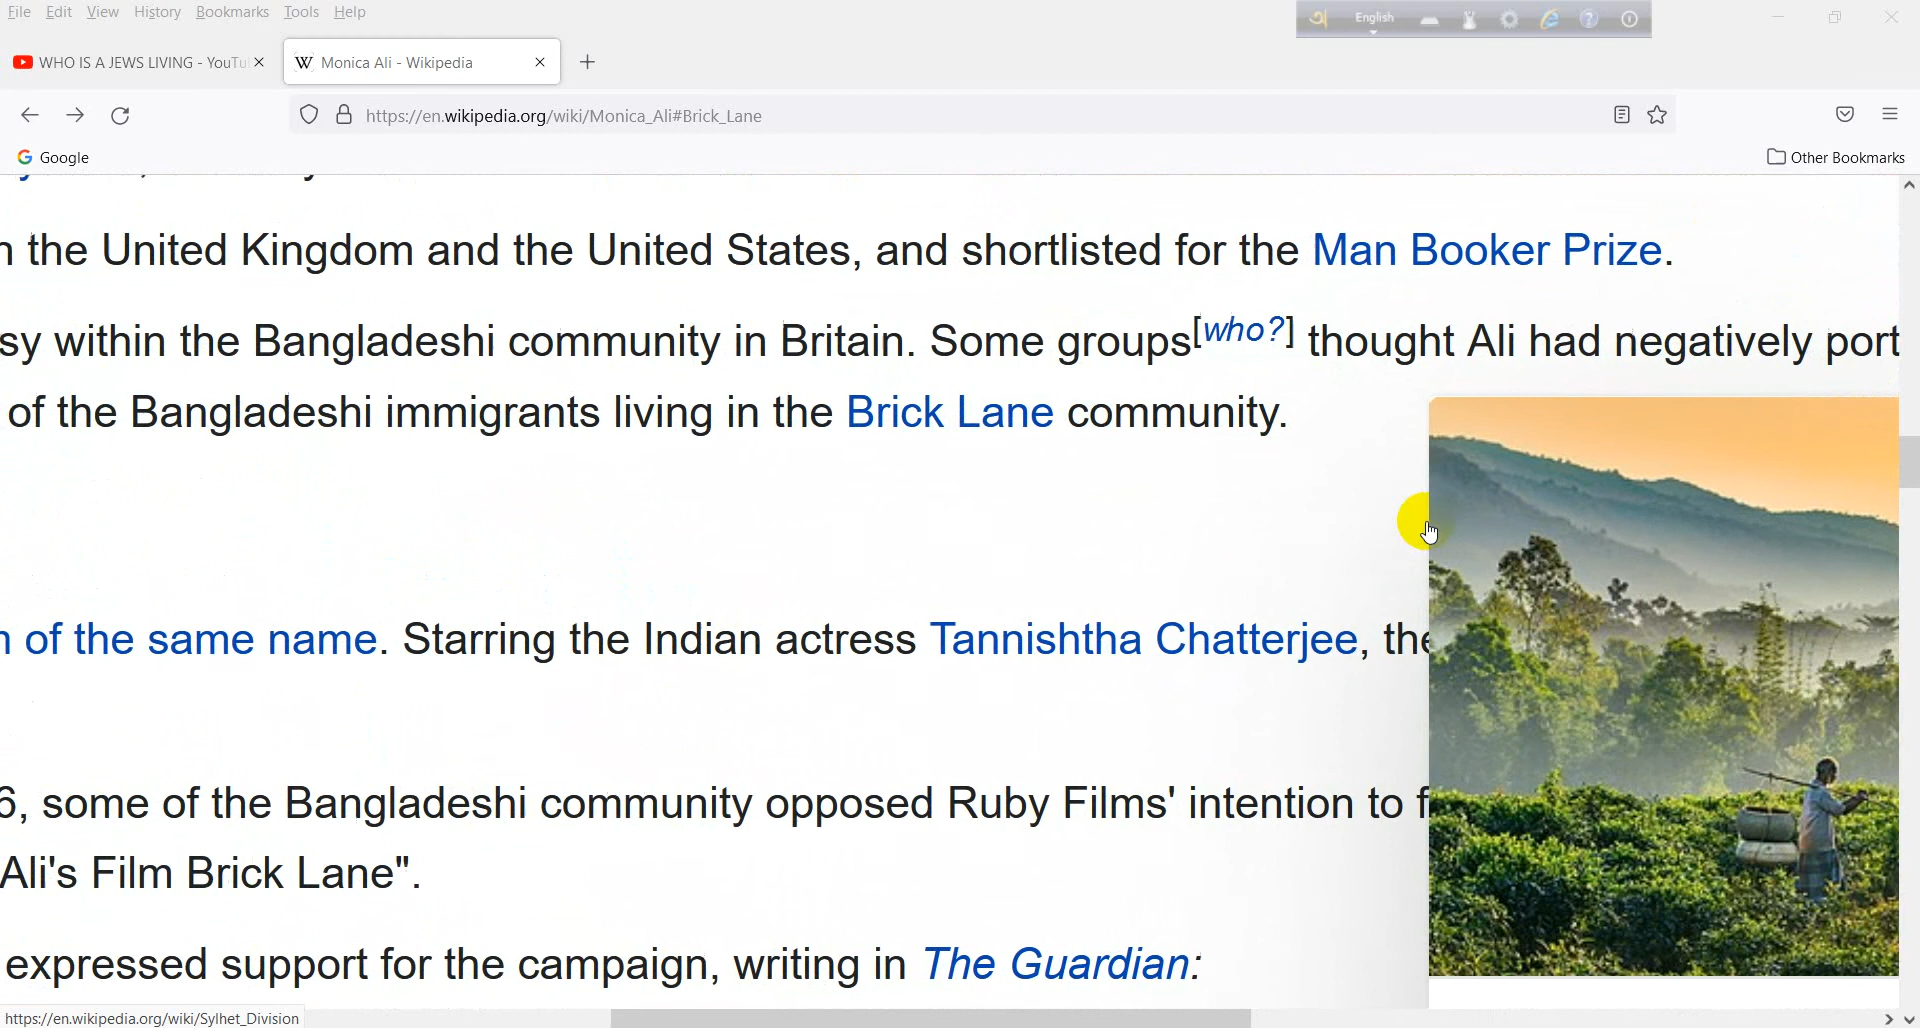 File Edit View History Bookmarks Tools Help
English
WHO IS A JEWS LIVING - YouTu
Monica Ali - Wikipedia
https://en.wikipedia.org/wiki/Monica_Ali#Brick_Lane
Google
Other Bookmarks
the United Kingdom and the United States, and shortlisted for the Man Booker Prize.
sy within the Bangladeshi community in Britain. Some groups[who?] thought Ali had negatively port
of the Bangladeshi immigrants living in the Brick Lane community.
of the same name. Starring the Indian actress Tannishtha Chatterjee, the
6, some of the Bangladeshi community opposed Ruby Films' intention to f
Ali's Film Brick Lane".
expressed support for the campaign, writing in The Guardian:
https://en.wikipedia.org/wiki/Sylhet_Division